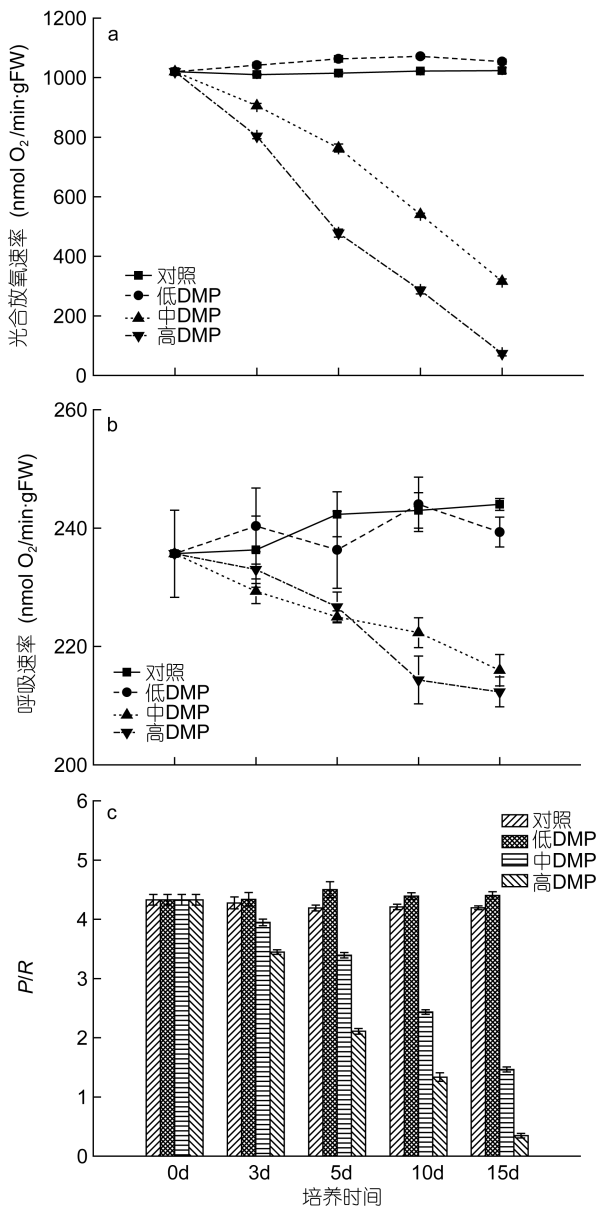 1200
a
1000
800
600
400
200
0
光合放氧速率 (nmol O₂/min·gFW)
对照
低DMP
中DMP
高DMP
260
b
240
220
200
呼吸速率 (nmol O₂/min·gFW)
对照
低DMP
中DMP
高DMP
6
c
5
4
3
2
1
0
P/R
对照
低DMP
中DMP
高DMP
0d 3d 5d 10d 15d
培养时间